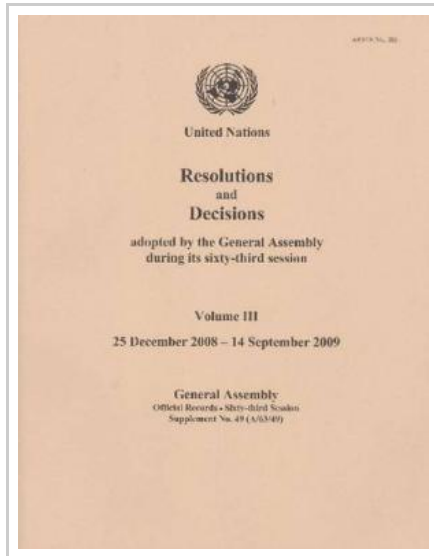 United Nations
Resolutions
and
Decisions
adopted by the General Assembly
during its sixty-third session
Volume III
25 December 2008 – 14 September 2009
General Assembly
Official Records - Sixty-third Session
Supplement No. 49 (A/63/49)